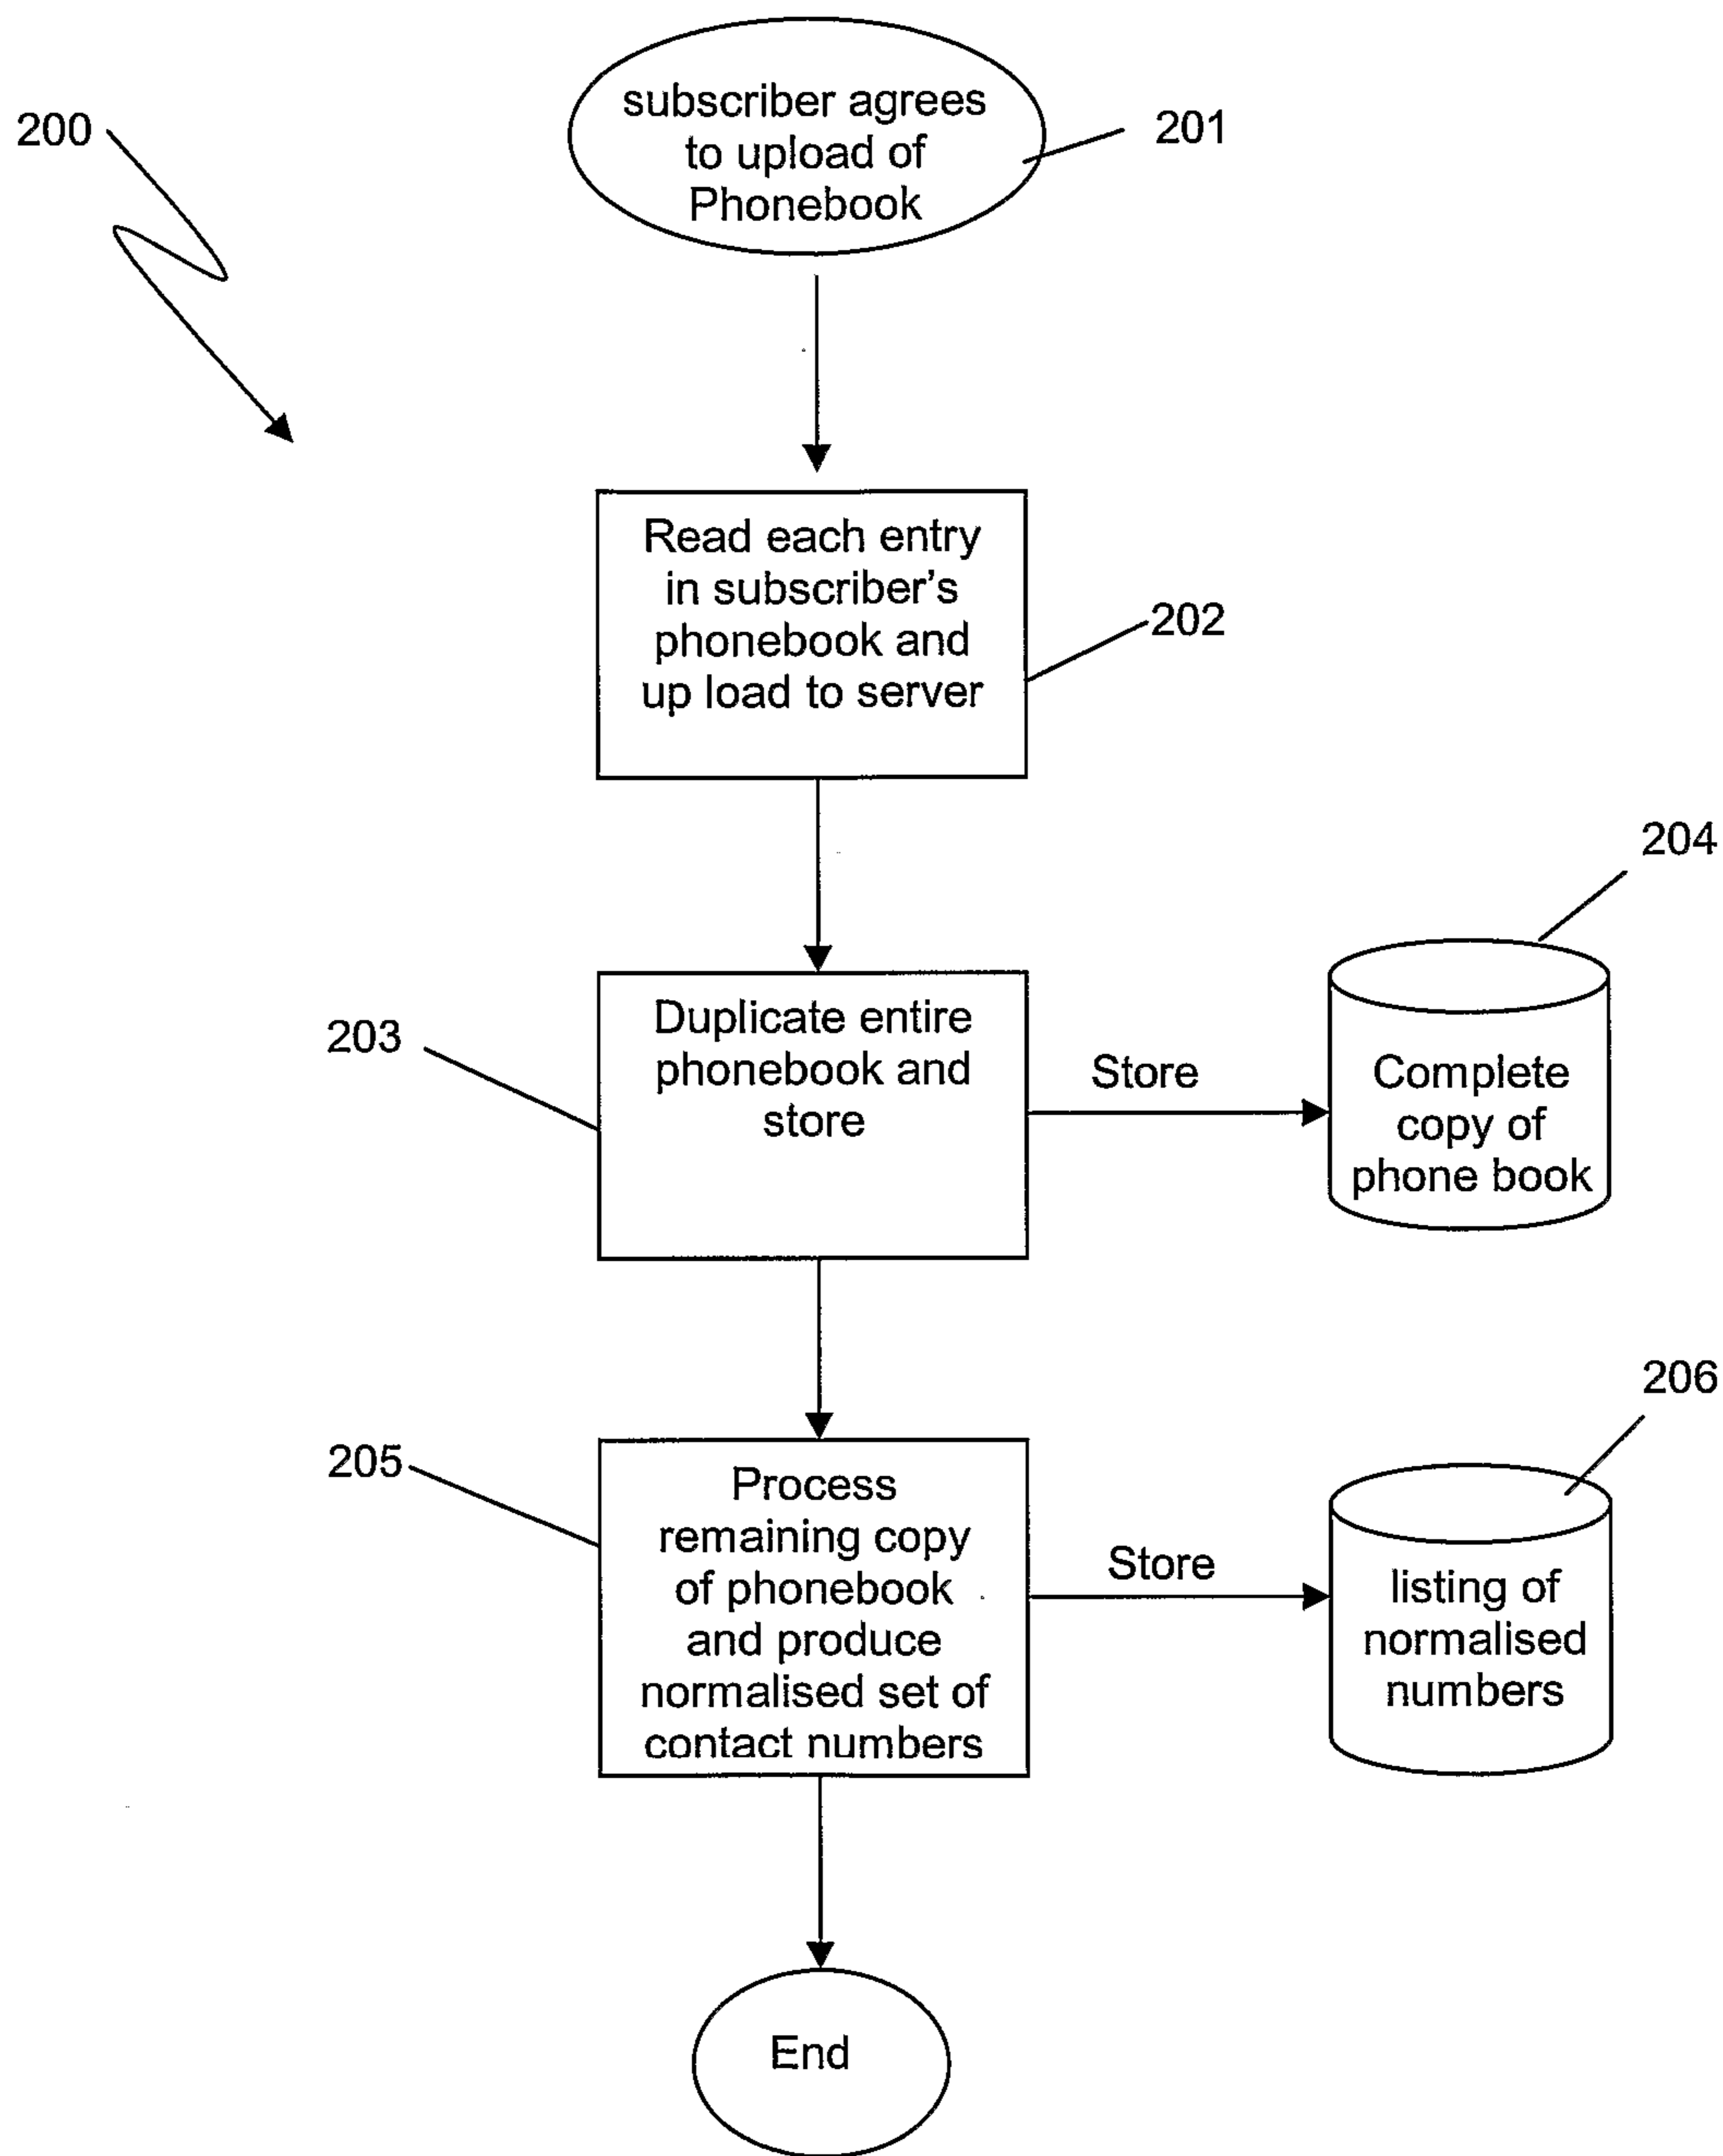 200
subscriber agrees
to upload of
Phonebook
201
Read each entry
in subscriber's
phonebook and
up load to server
202
203
Duplicate entire
phonebook and
store
Store
204
Complete
copy of
phone book
205
Process
remaining copy
of phonebook
and produce
normalised set of
contact numbers
Store
206
listing of
normalised
numbers
End